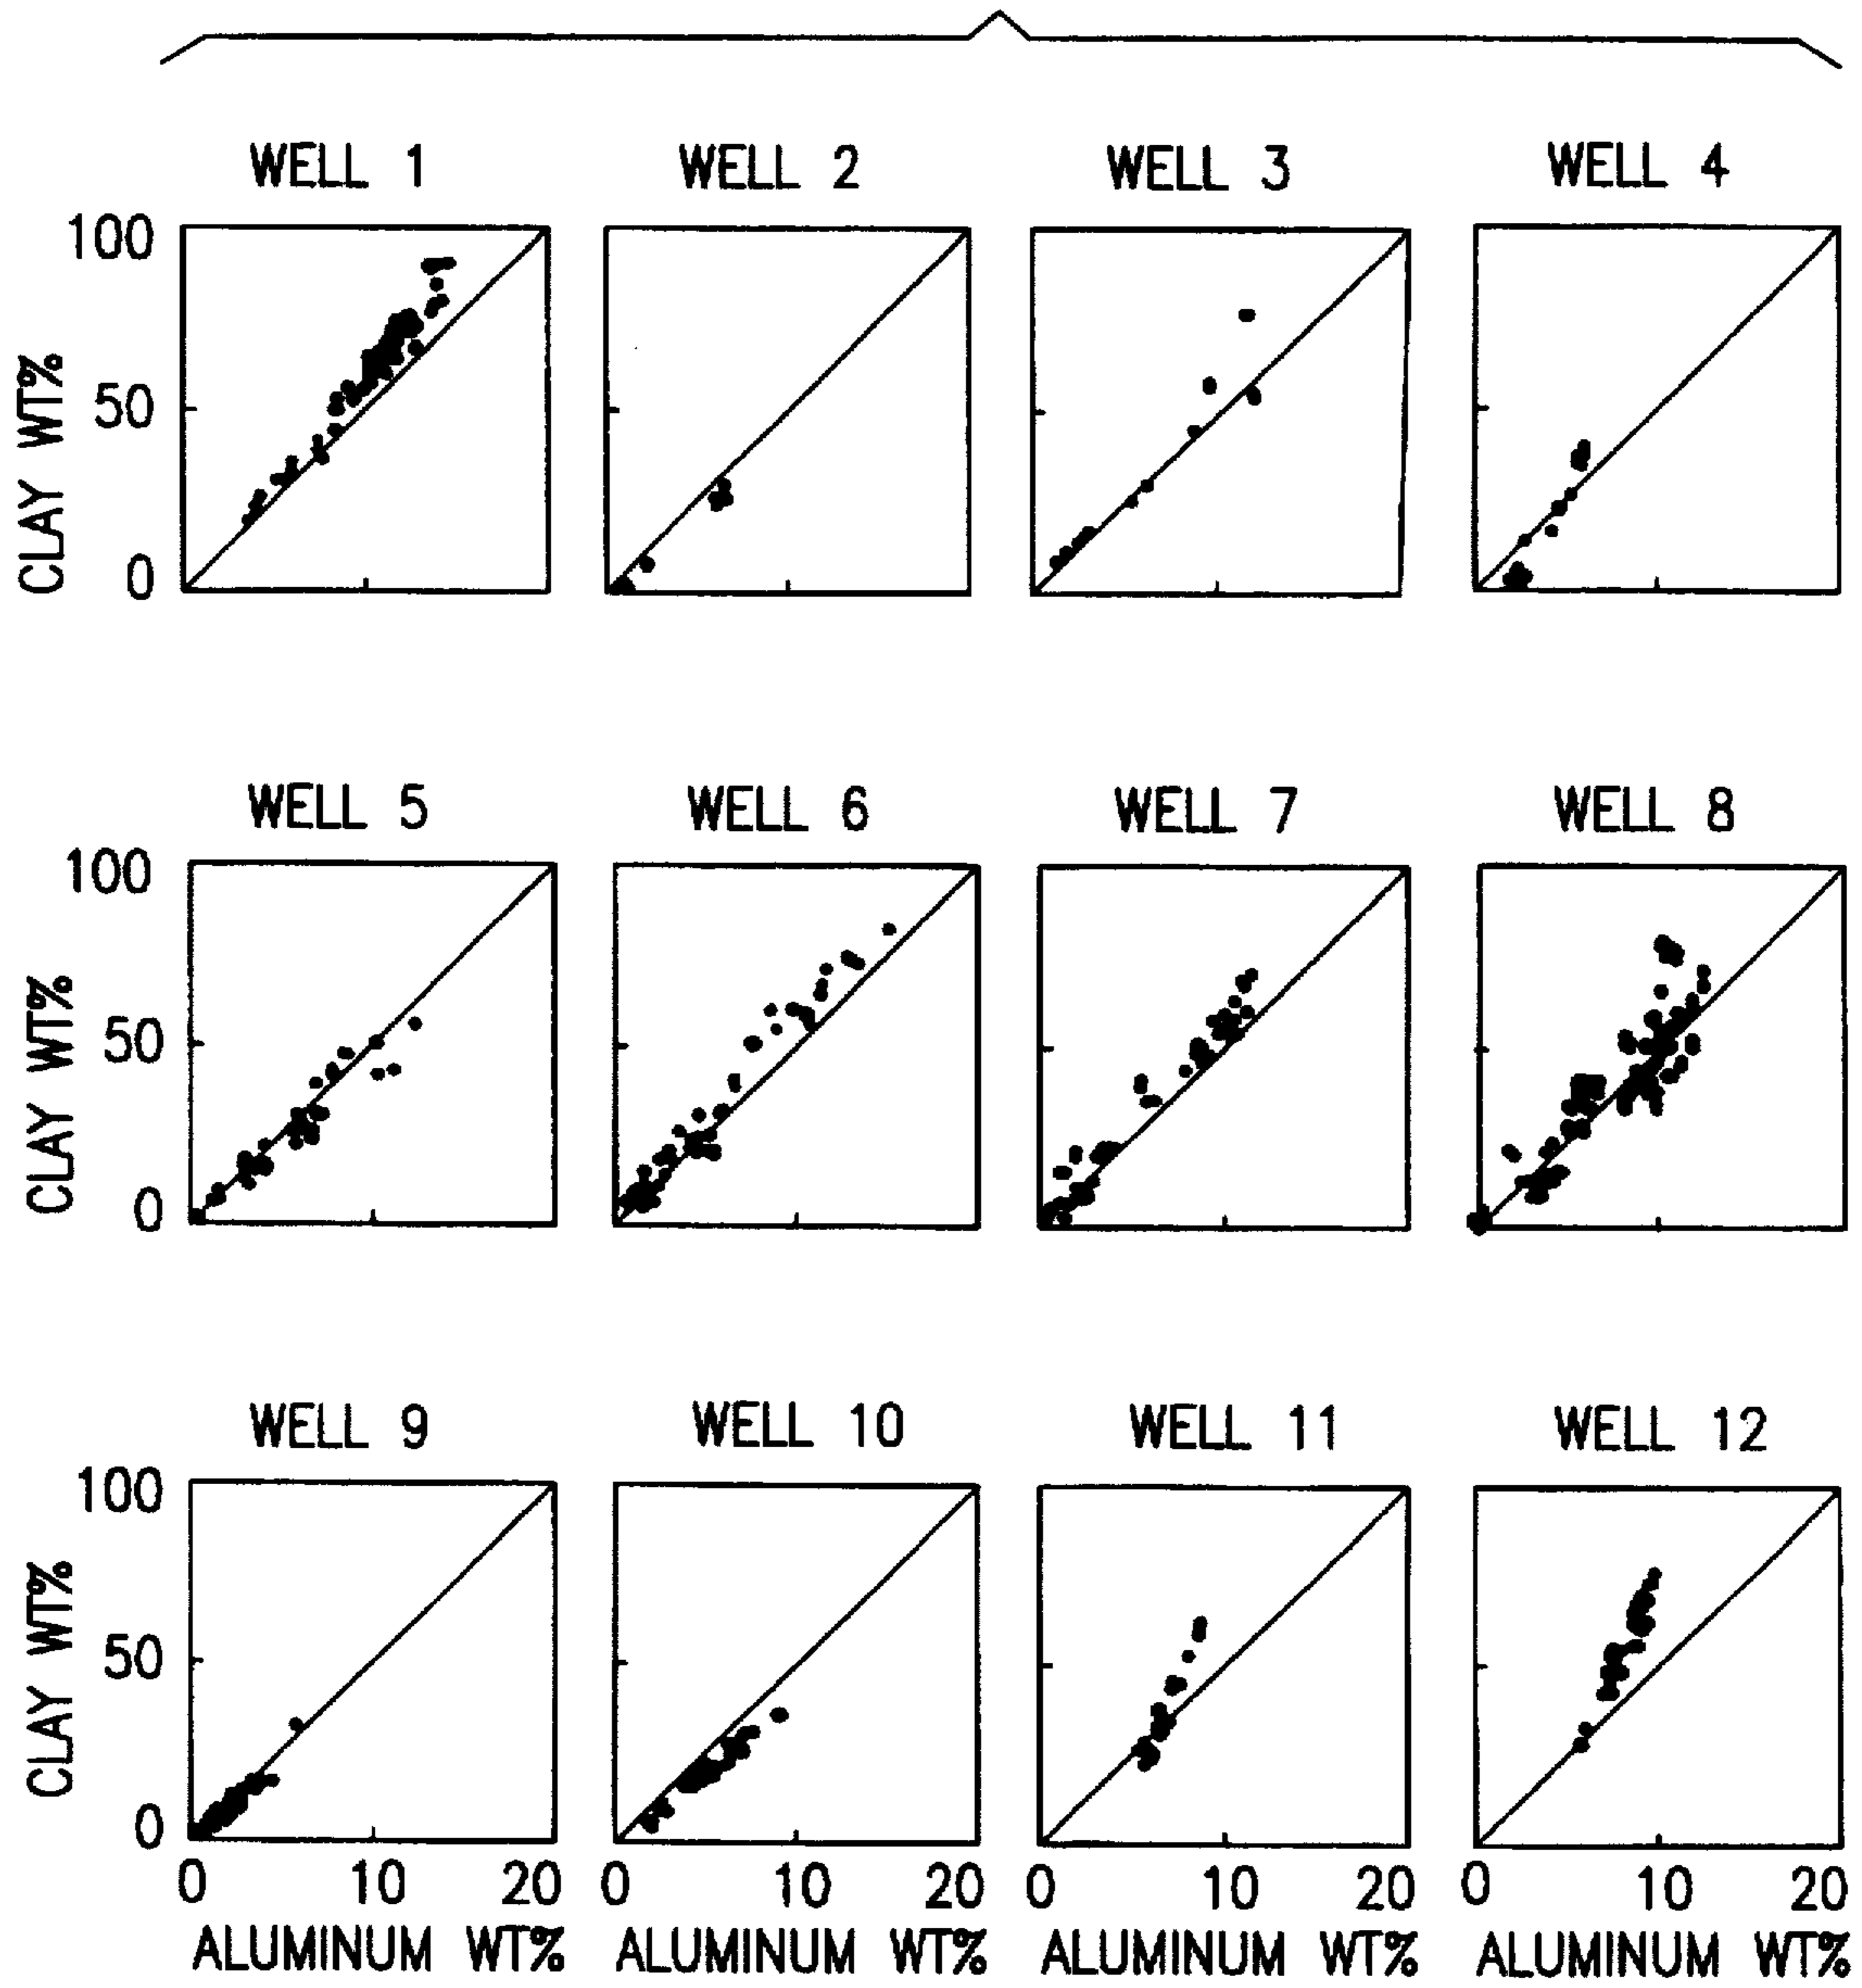 WELL 1 WELL 2 WELL 3 WELL 4
100
50
0
CLAY WT%
WELL 5 WELL 6 WELL 7 WELL 8
100
50
0
CLAY WT%
WELL 9 WELL 10 WELL 11 WELL 12
100
50
0
CLAY WT%
0 10 20 0 10 20 0 10 20 0 10 20
ALUMINUM WT% ALUMINUM WT% ALUMINUM WT% ALUMINUM WT%